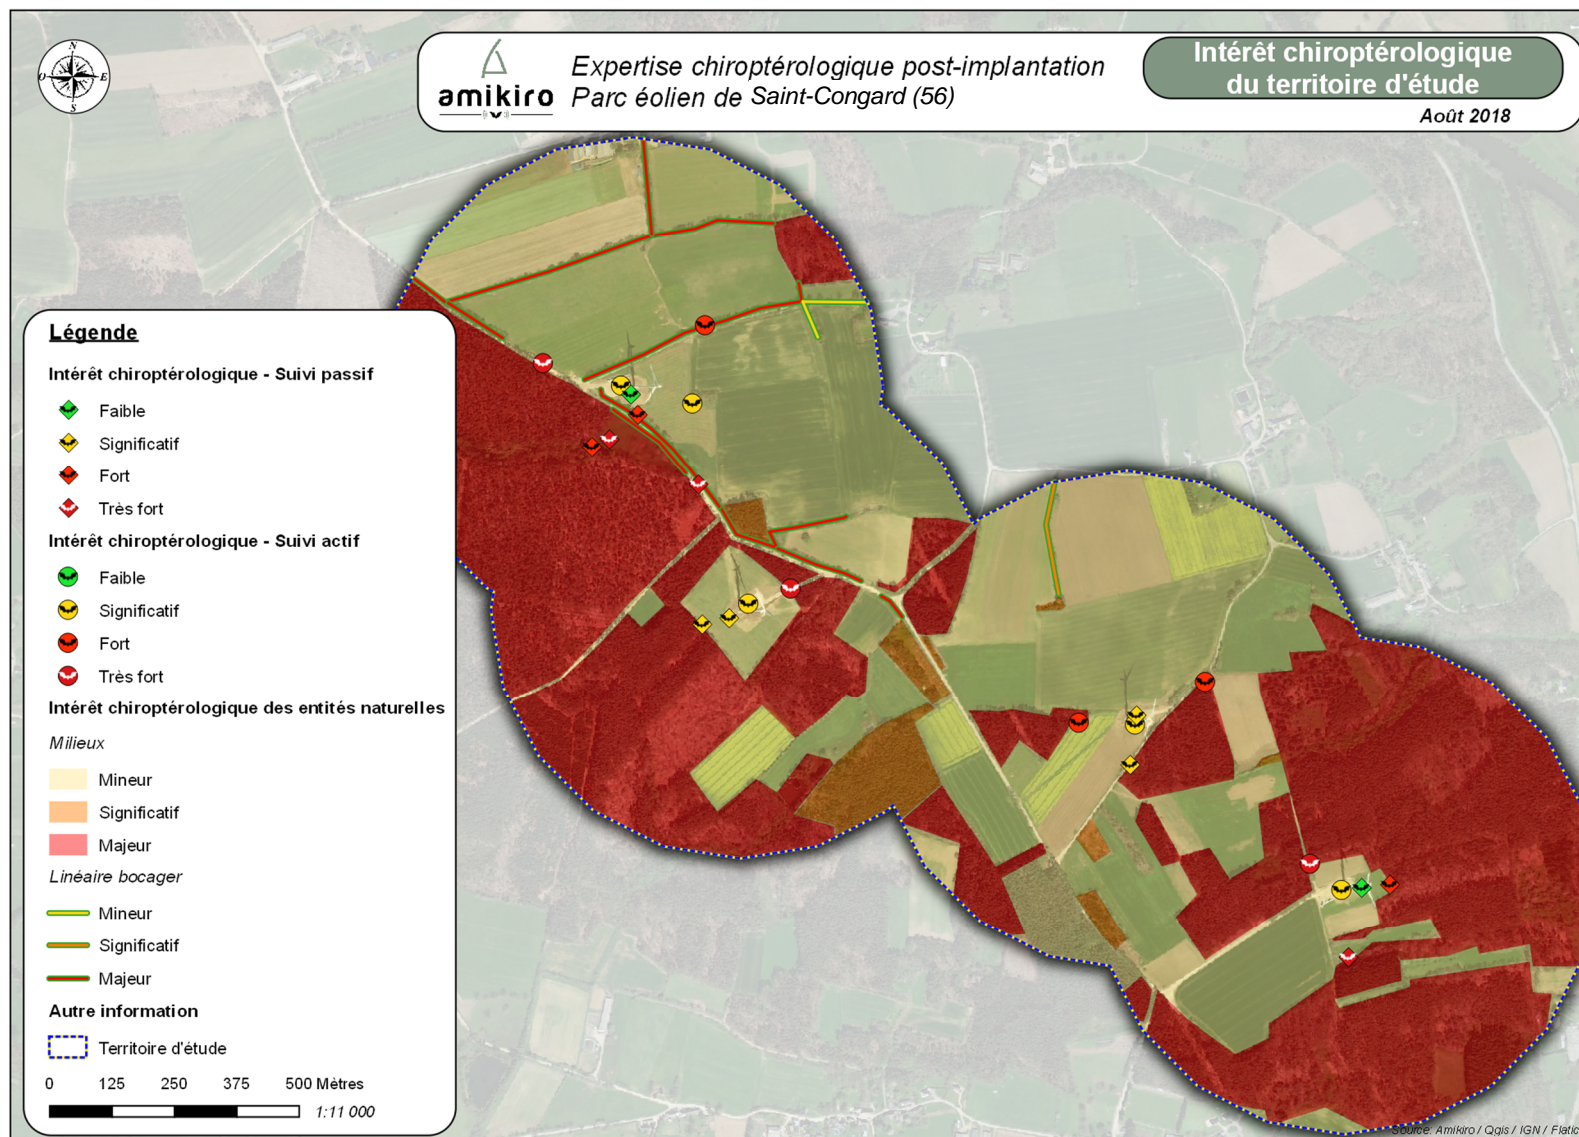 N
O
E
S
amikiro
Expertise chiroptérologique post-implantation
Parc éolien de Saint-Congard (56)
Intérêt chiroptérologique
du territoire d'étude
Août 2018
Légende
Intérêt chiroptérologique - Suivi passif
Faible
Significatif
Fort
Très fort
Intérêt chiroptérologique - Suivi actif
Faible
Significatif
Fort
Très fort
Intérêt chiroptérologique des entités naturelles
Milieux
Mineur
Significatif
Majeur
Linéaire bocager
Mineur
Significatif
Majeur
Autre information
Territoire d'étude
0 125 250 375 500 Mètres
1:11 000
Source: Amikiro / Qgis / IGN / Flatic